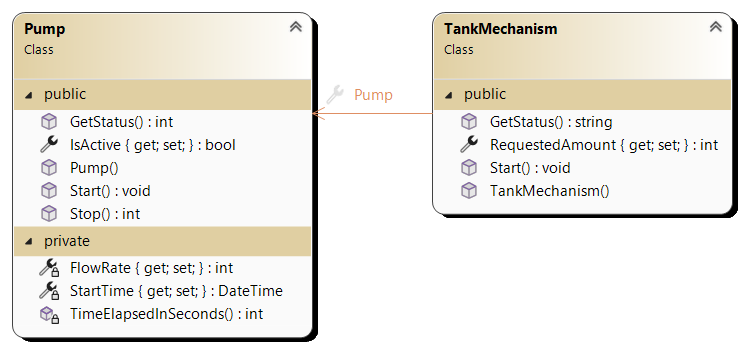 Pump
Class
public
GetStatus() : int
IsActive { get; set; } : bool
Pump()
Start() : void
Stop() : int
private
FlowRate { get; set; } : int
StartTime { get; set; } : DateTime
TimeElapsedInSeconds() : int
Pump
TankMechanism
Class
public
GetStatus() : string
RequestedAmount { get; set; } : int
Start() : void
TankMechanism()